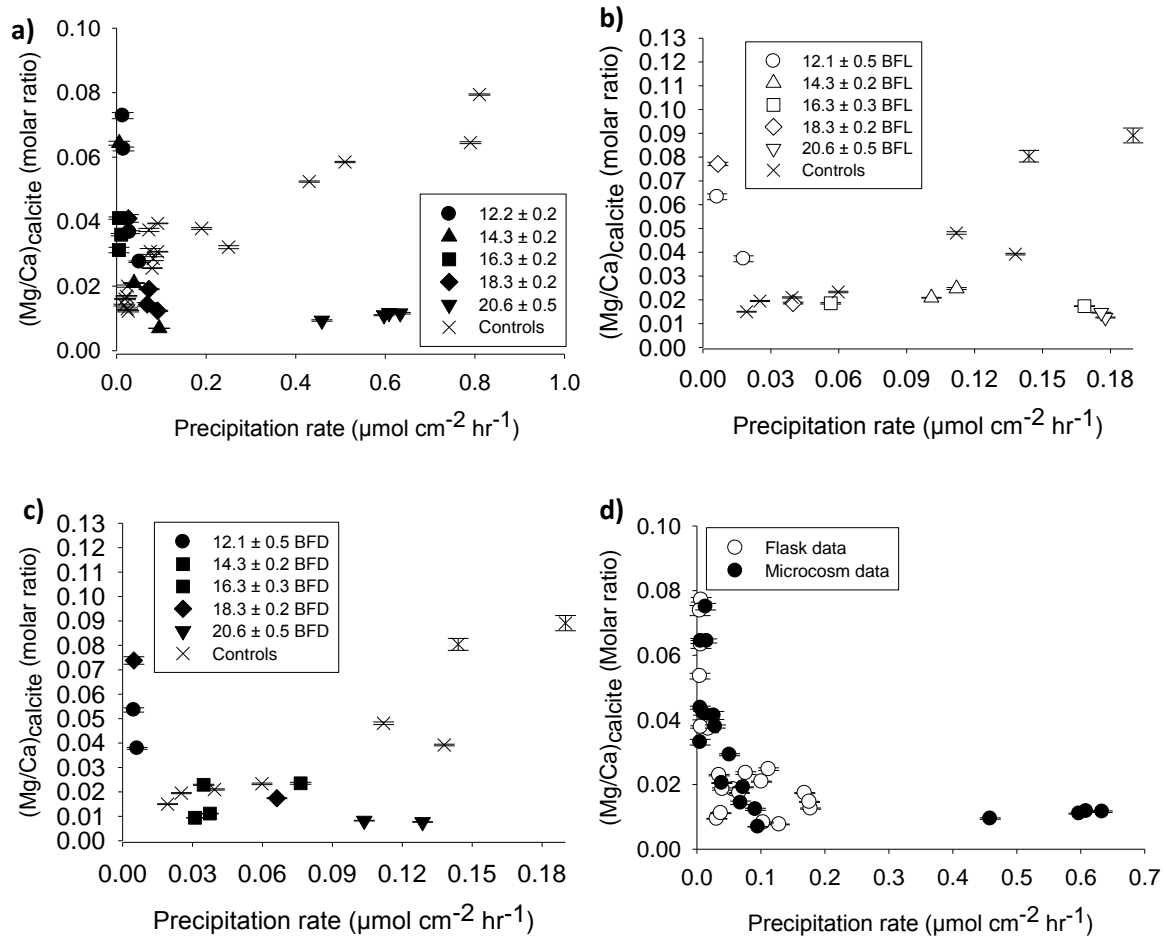 a)
(Mg/Ca)calcite (molar ratio)
0.10
0.08
0.06
0.04
0.02
0.00
12.2 ± 0.2
14.3 ± 0.2
16.3 ± 0.2
18.3 ± 0.2
20.6 ± 0.5
Controls
0.0 0.2 0.4 0.6 0.8 1.0
Precipitation rate (µmol cm-2 hr-1)
b)
(Mg/Ca)calcite (molar ratio)
0.13
0.12
0.11
0.10
0.09
0.08
0.07
0.06
0.05
0.04
0.03
0.02
0.01
0.00
12.1 ± 0.5 BFL
14.3 ± 0.2 BFL
16.3 ± 0.3 BFL
18.3 ± 0.2 BFL
20.6 ± 0.5 BFL
Controls
0.00 0.03 0.06 0.09 0.12 0.15 0.18
Precipitation rate (µmol cm-2 hr-1)
c)
(Mg/Ca)calcite (molar ratio)
0.13
0.12
0.11
0.10
0.09
0.08
0.07
0.06
0.05
0.04
0.03
0.02
0.01
0.00
12.1 ± 0.5 BFD
14.3 ± 0.2 BFD
16.3 ± 0.3 BFD
18.3 ± 0.2 BFD
20.6 ± 0.5 BFD
Controls
0.00 0.03 0.06 0.09 0.12 0.15 0.18
Precipitation rate (µmol cm-2 hr-1)
d)
(Mg/Ca)calcite (Molar ratio)
0.10
0.08
0.06
0.04
0.02
0.00
Flask data
Microcosm data
0.0 0.1 0.2 0.3 0.4 0.5 0.6 0.7
Precipitation rate (µmol cm-2 hr-1)